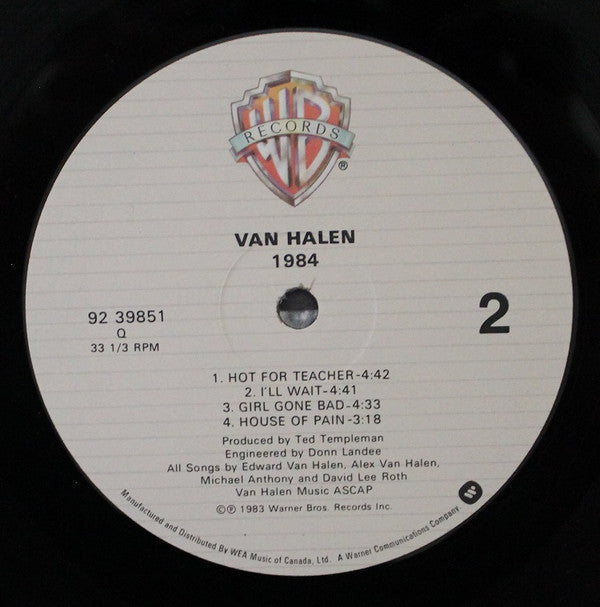 WB
RECORDS
®
VAN HALEN
1984
92 39851
Q
33 1/3 RPM
2
1. HOT FOR TEACHER-4:42
2. I'LL WAIT-4:41
3. GIRL GONE BAD-4:33
4. HOUSE OF PAIN-3:18
Produced by Ted Templeman
Engineered by Donn Landee
All Songs by Edward Van Halen, Alex Van Halen,
Michael Anthony and David Lee Roth
Van Halen Music ASCAP
©℗ 1983 Warner Bros. Records Inc.
Manufactured and Distributed By WEA Music of Canada, Ltd. A Warner Communications Company